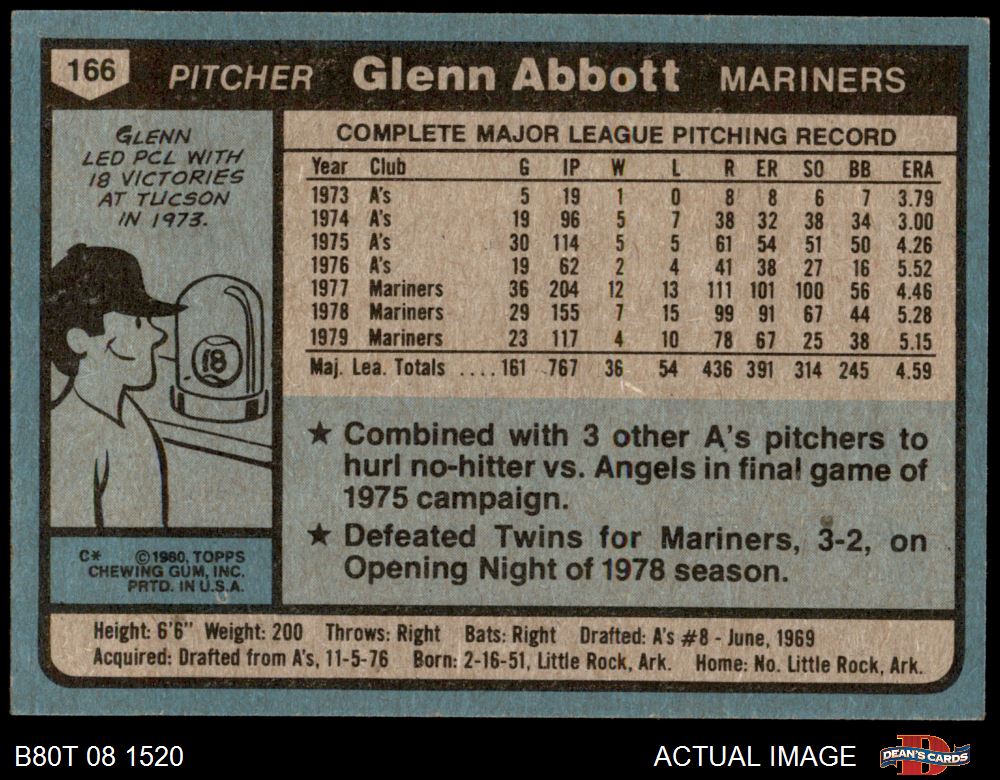 166 PITCHER Glenn Abbott MARINERS
GLENN
LED PCL WITH
18 VICTORIES
AT TUCSON
IN 1973.
18
C* ©1980, TOPPS
CHEWING GUM, INC.
PRTD. IN U.S.A.
COMPLETE MAJOR LEAGUE PITCHING RECORD
Year Club G IP W L R ER SO BB ERA
1973 A's 5 19 1 0 8 8 6 7 3.79
1974 A's 19 96 5 7 38 32 38 34 3.00
1975 A's 30 114 5 5 61 54 51 50 4.26
1976 A's 19 62 2 4 41 38 27 16 5.52
1977 Mariners 36 204 12 13 111 101 100 56 4.46
1978 Mariners 29 155 7 15 99 91 67 44 5.28
1979 Mariners 23 117 4 10 78 67 25 38 5.15
Maj. Lea. Totals ....161 767 36 54 436 391 314 245 4.59
★ Combined with 3 other A's pitchers to
hurl no-hitter vs. Angels in final game of
1975 campaign.
★ Defeated Twins for Mariners, 3-2, on
Opening Night of 1978 season.
Height: 6'6" Weight: 200 Throws: Right Bats: Right Drafted: A's #8 - June, 1969
Acquired: Drafted from A's, 11-5-76 Born: 2-16-51, Little Rock, Ark. Home: No. Little Rock, Ark.
B80T 08 1520 ACTUAL IMAGE DEAN'S CARDS